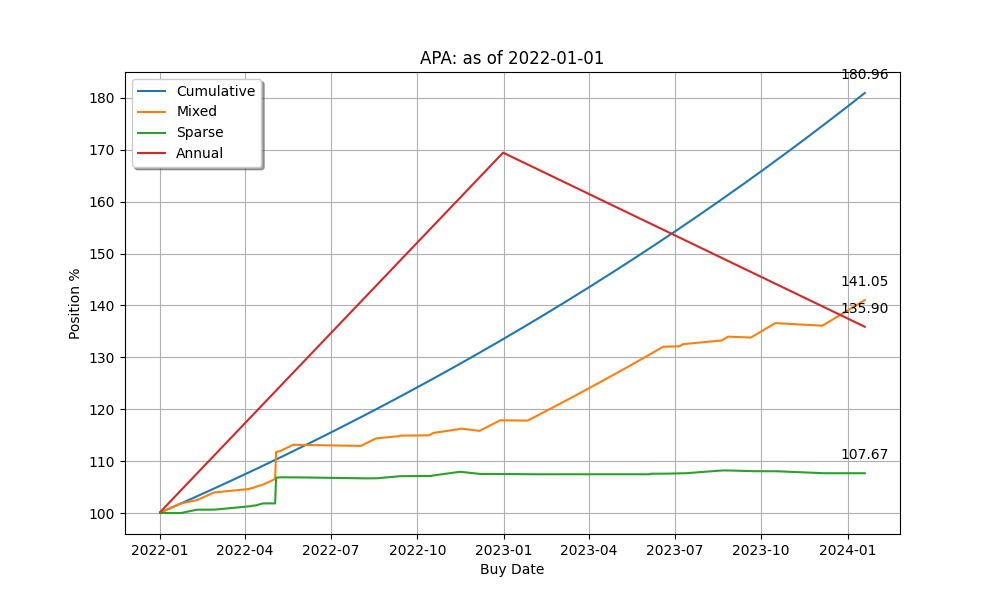 APA: as of 2022-01-01
180.96
Cumulative
Mixed
Sparse
Annual
180
170
160
150
141.05
140
135.90
130
120
110
107.67
100
Position %
2022-01 2022-04 2022-07 2022-10 2023-01 2023-04 2023-07 2023-10 2024-01
Buy Date